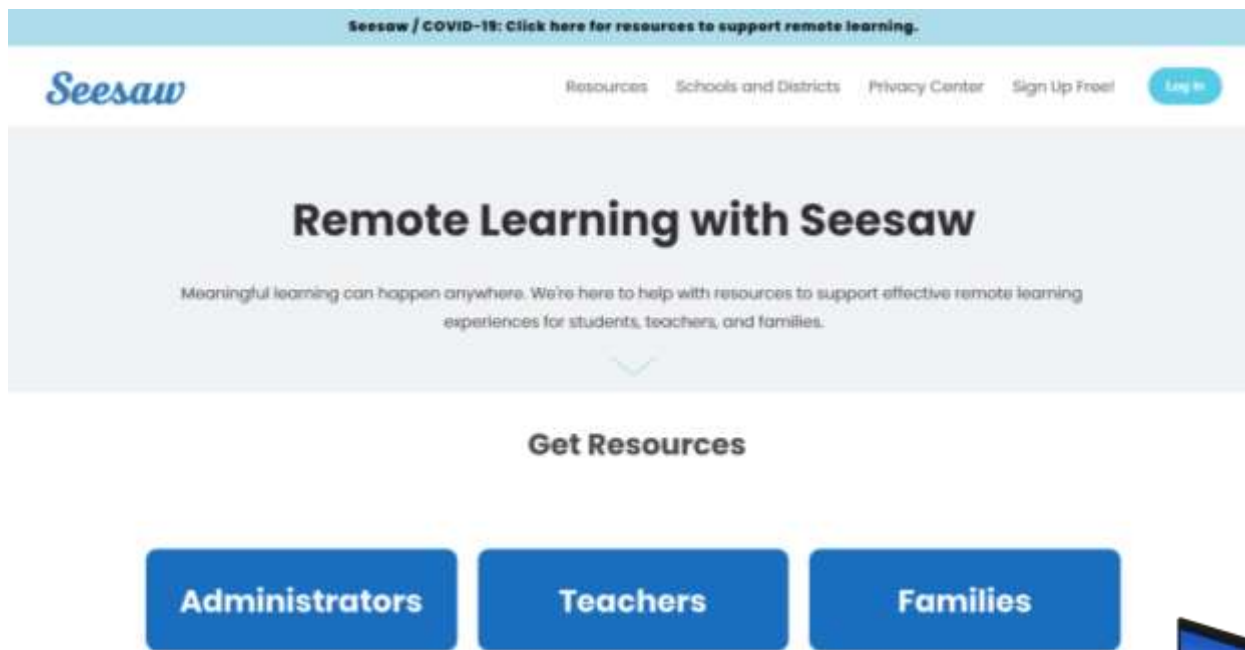 Seesaw / COVID-19: Click here for resources to support remote learning.
Seesaw
Resources Schools and Districts Privacy Center Sign Up Free! Log In
Remote Learning with Seesaw
Meaningful learning can happen anywhere. We're here to help with resources to support effective remote learning
experiences for students, teachers, and families.
Get Resources
Administrators Teachers Families